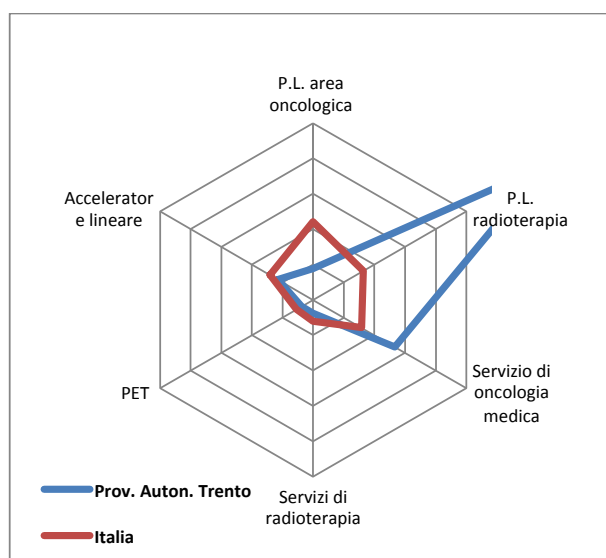 P.L. area
oncologica
P.L.
radioterapia
Servizio di
oncologia
medica
Servizi di
radioterapia
PET
Accelerator
e lineare
Prov. Auton. Trento
Italia